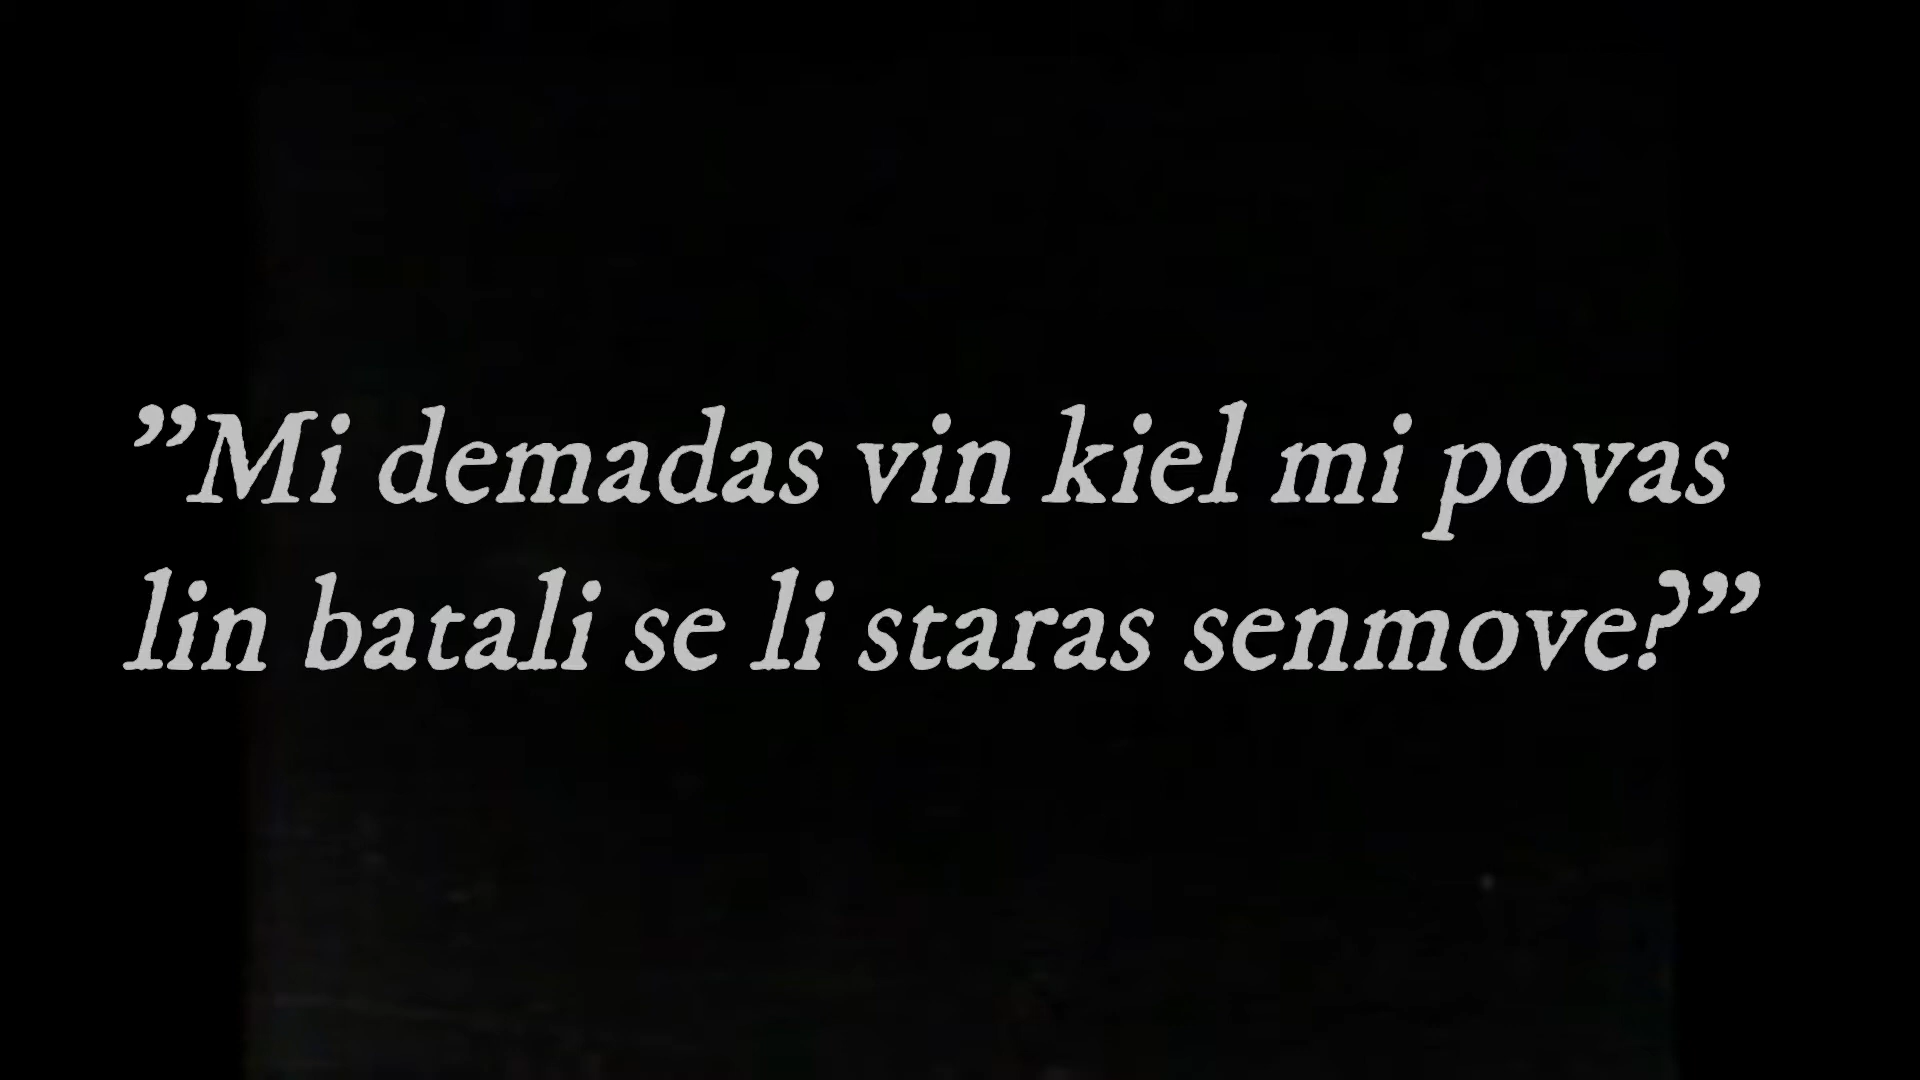 ”Mi demadas vin kiel mi povas
lin batali se li staras senmove?”